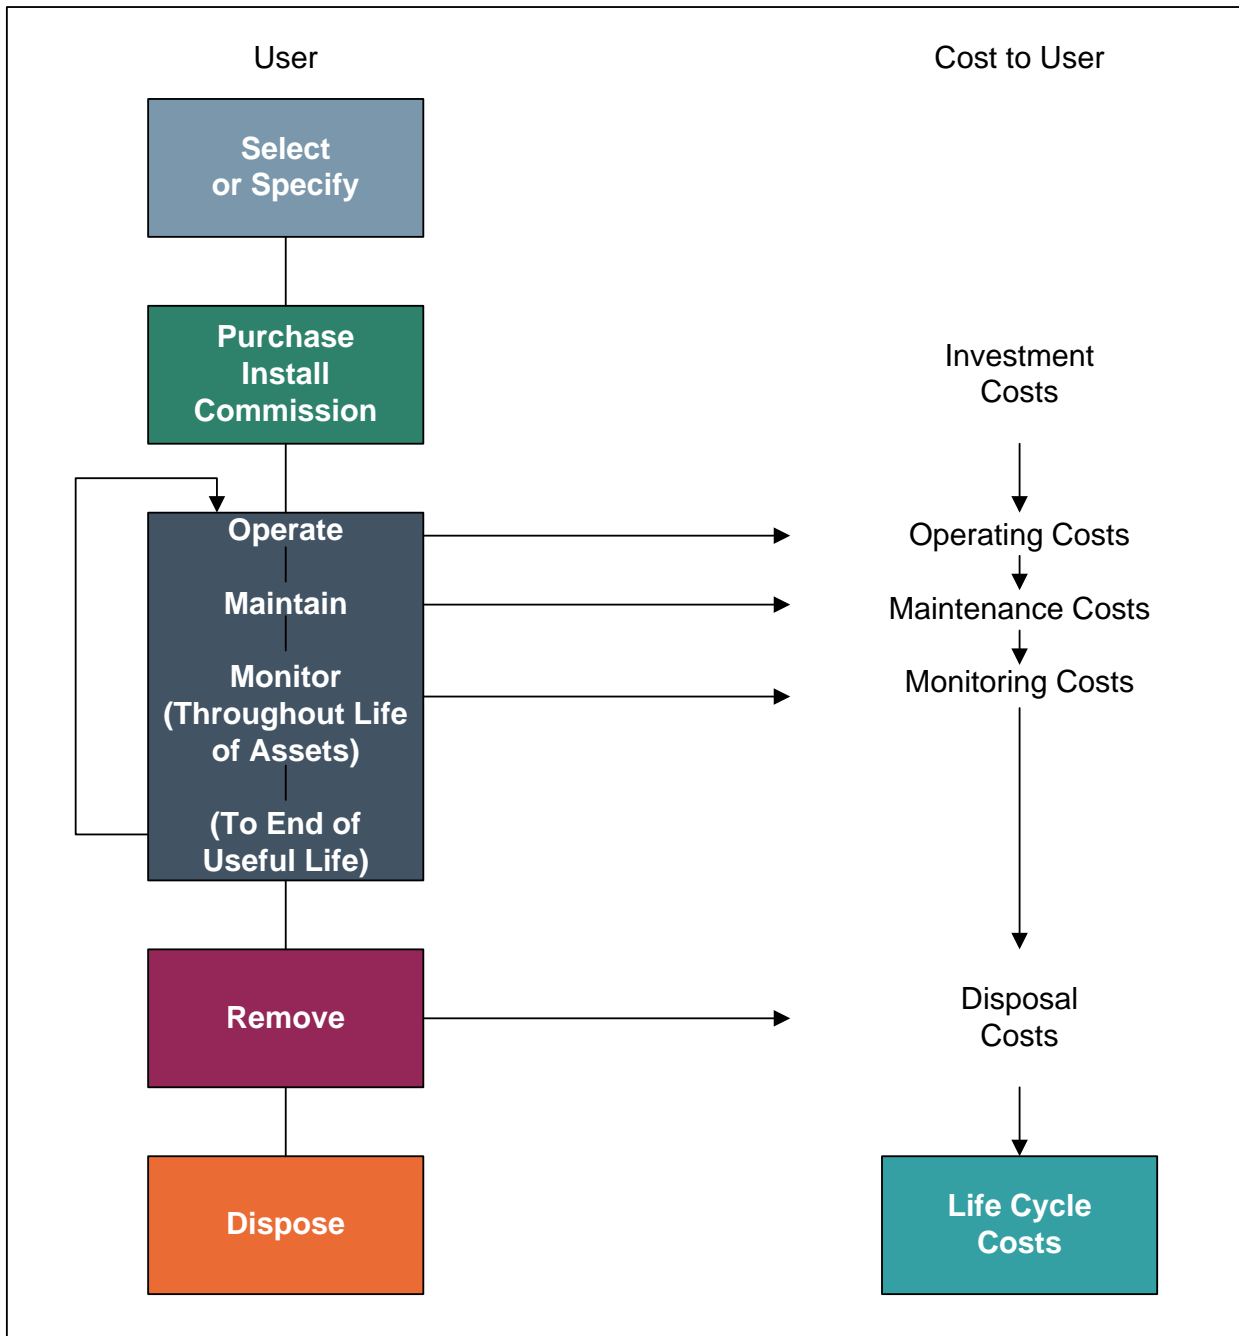 User
Cost to User
Select
or Specify
Purchase
Install
Commission
Investment
Costs
Operate
Operating Costs
Maintain
Maintenance Costs
Monitor
(Throughout Life
of Assets)
Monitoring Costs
(To End of
Useful Life)
Remove
Disposal
Costs
Dispose
Life Cycle
Costs